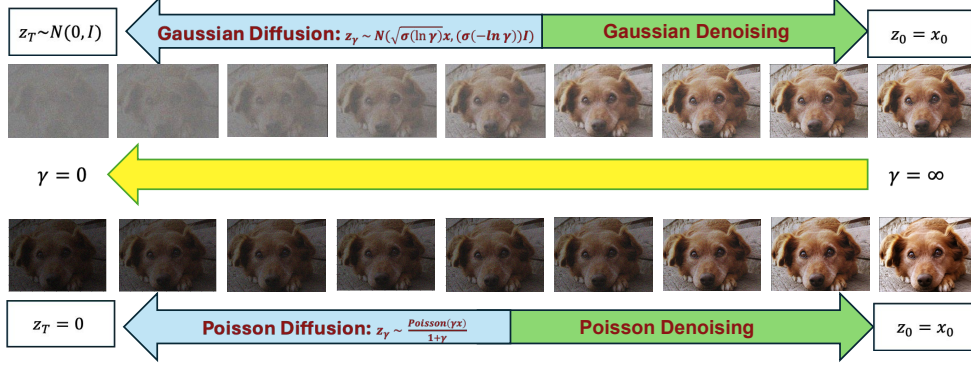 z_T~N(0, I)
Gaussian Diffusion: z_γ ~ N(√σ(ln γ)x, (σ(−ln γ))I)
Gaussian Denoising
z_0 = x_0
γ = 0
γ = ∞
z_T = 0
Poisson Diffusion: z_γ ~ Poisson(γx)/1+γ
Poisson Denoising
z_0 = x_0